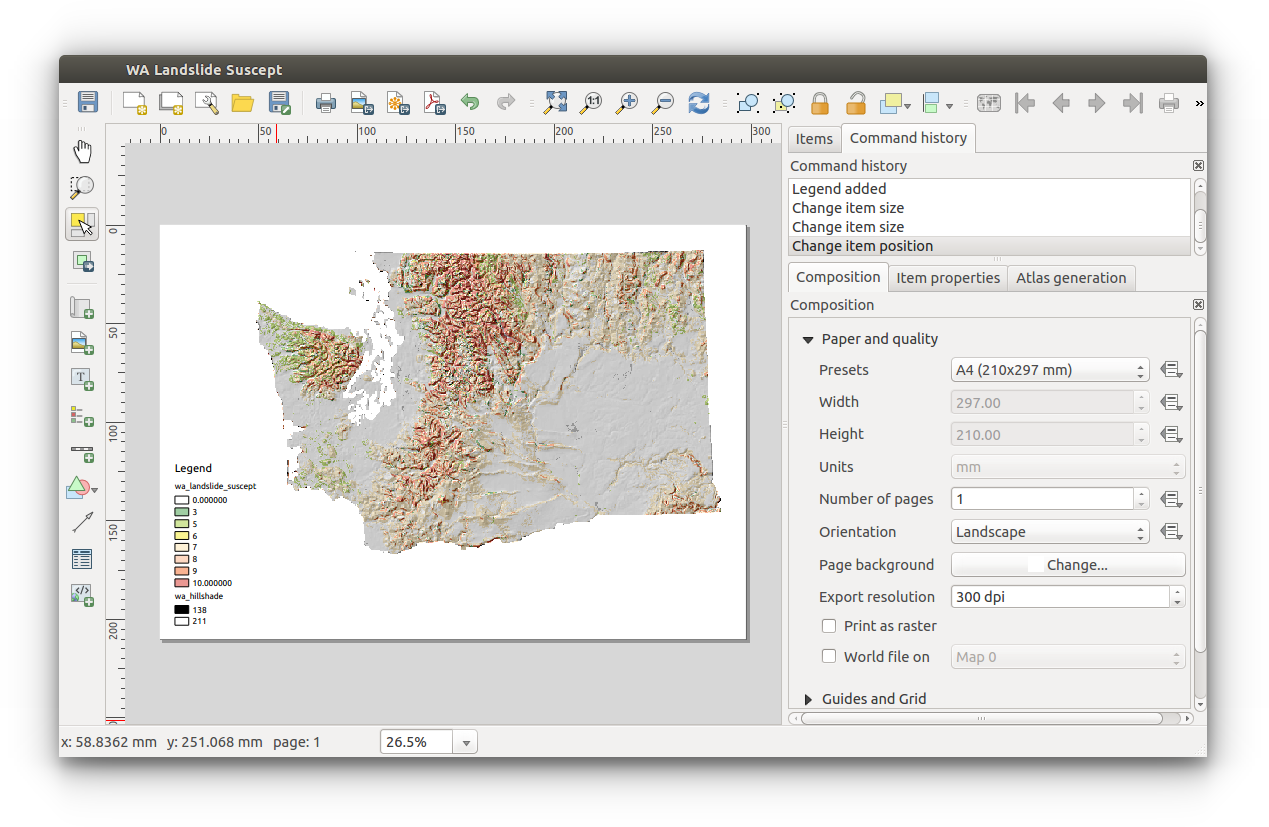 WA Landslide Suscept
1:1
»
0 50 100 150 200 250 300
0
50
100
150
200
T
Legend
wa_landslide_suscept
0.000000
3
5
6
7
8
9
10.000000
wa_hillshade
138
211
Items Command history
Command history
Legend added
Change item size
Change item size
Change item position
Composition Item properties Atlas generation
Composition
Paper and quality
Presets A4 (210x297 mm)
Width 297.00
Height 210.00
Units mm
Number of pages 1
Orientation Landscape
Page background Change...
Export resolution 300 dpi
Print as raster
World file on Map 0
Guides and Grid
x: 58.8362 mm y: 251.068 mm page: 1 26.5%